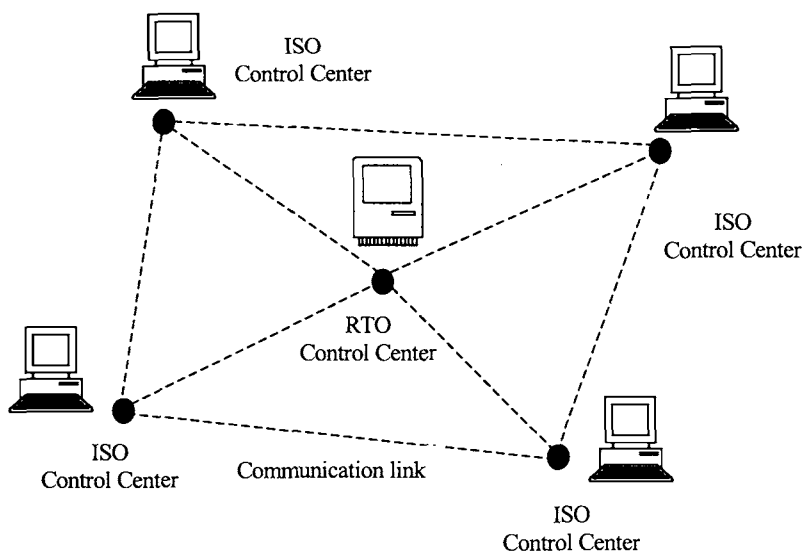 ISO
Control Center
ISO
Control Center
RTO
Control Center
ISO
Control Center
Communication link
ISO
Control Center